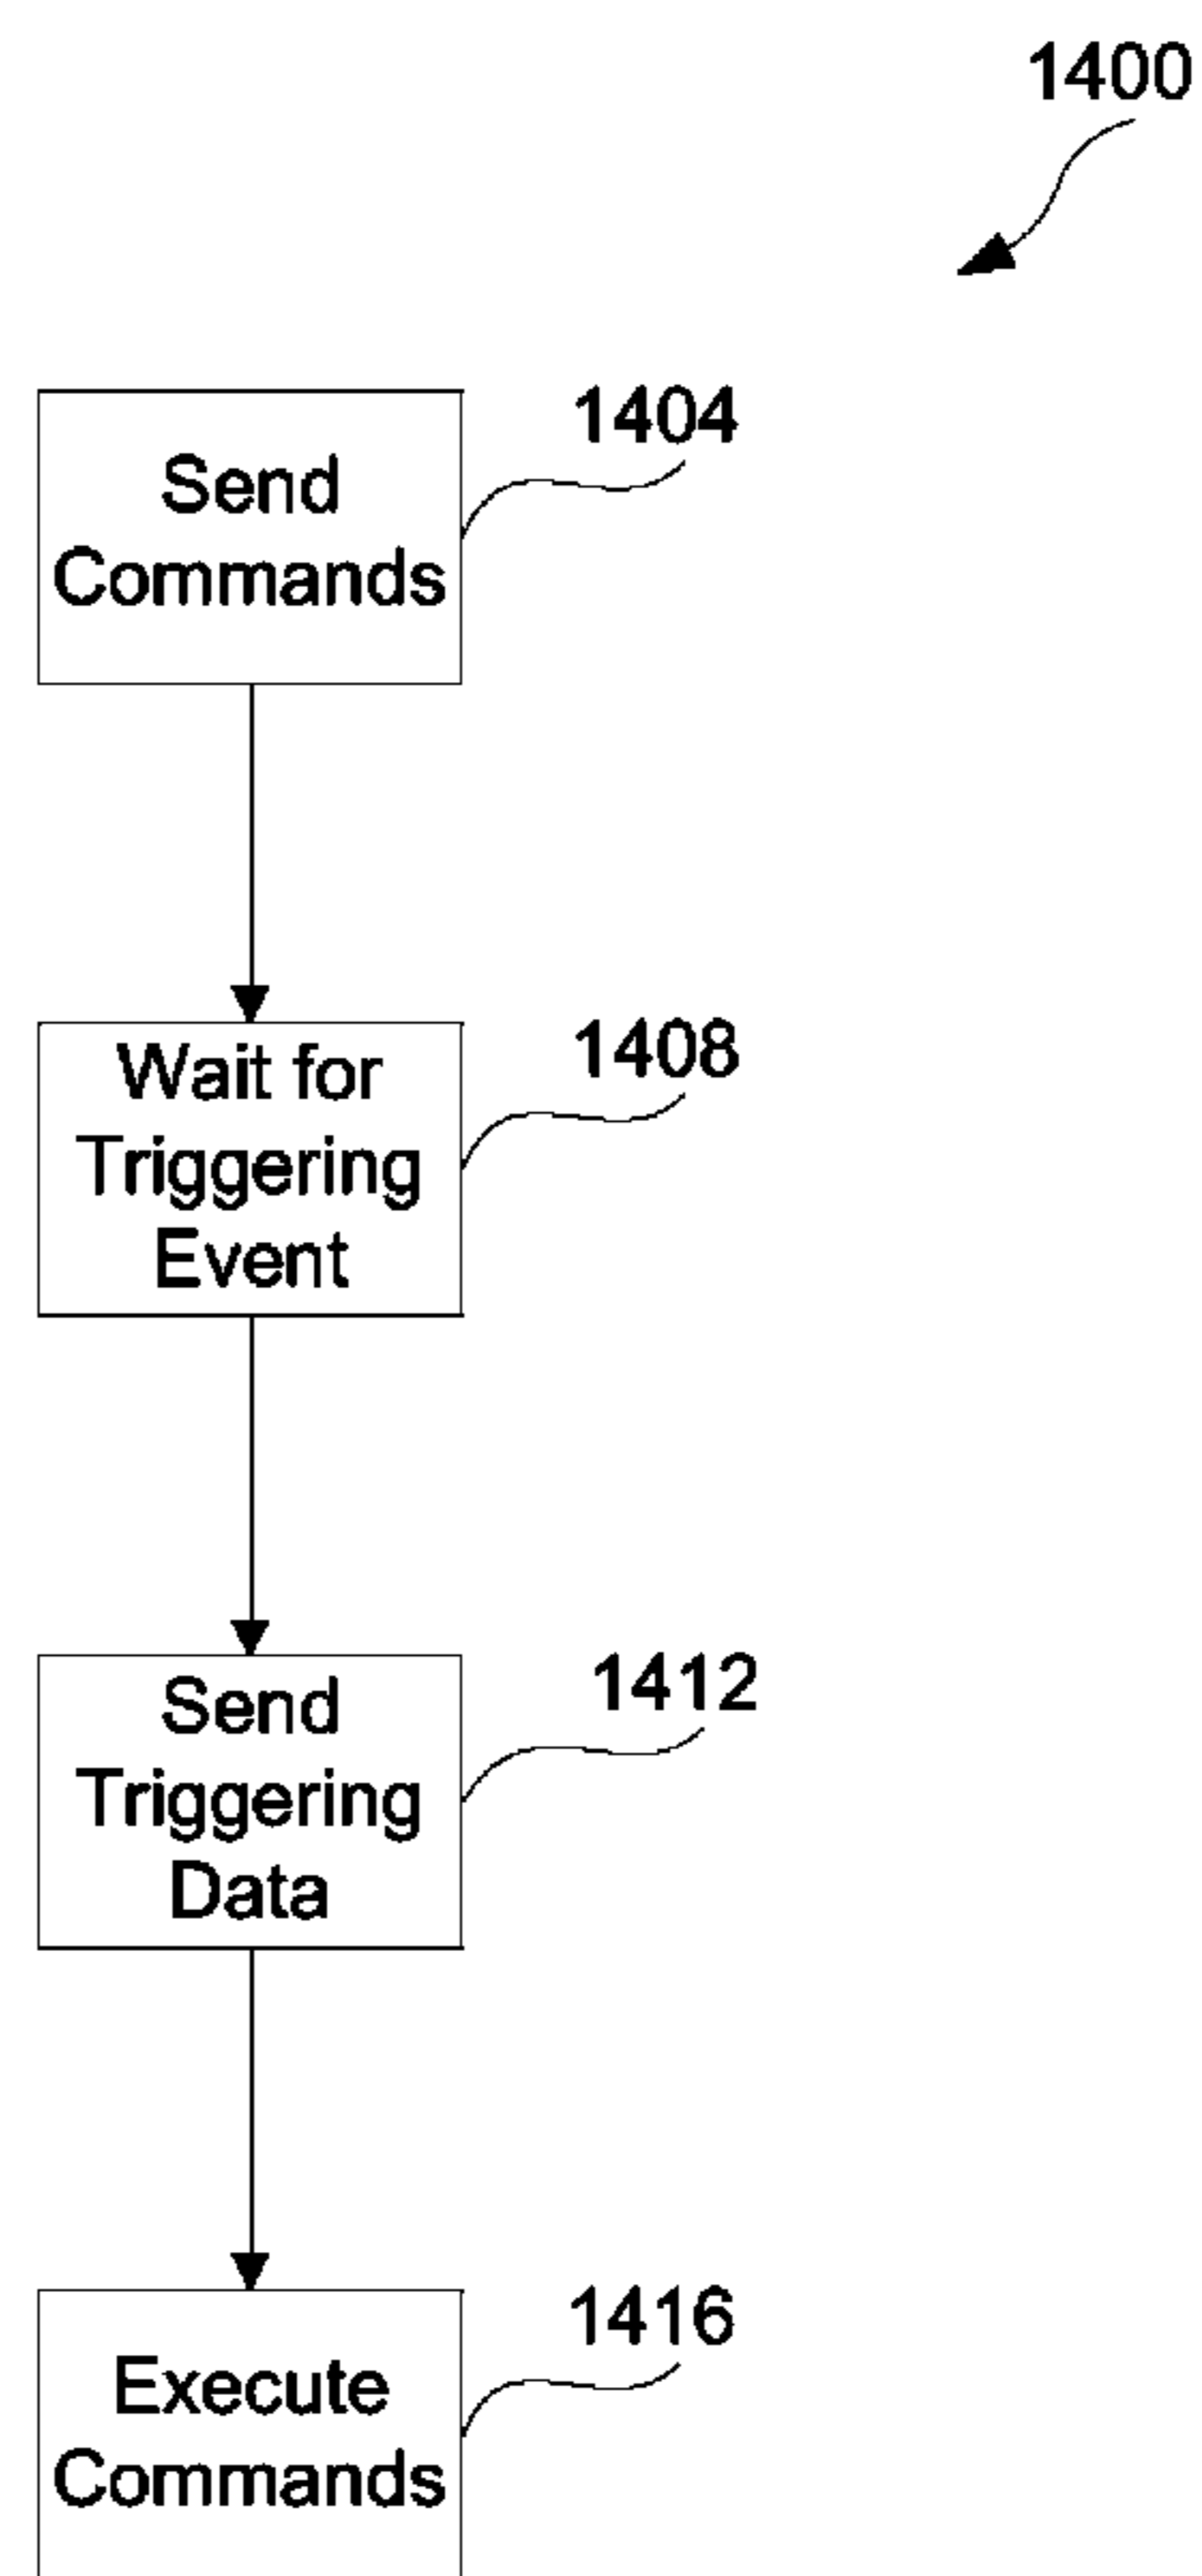 1400
1404
Send
Commands
1408
Wait for
Triggering
Event
1412
Send
Triggering
Data
1416
Execute
Commands